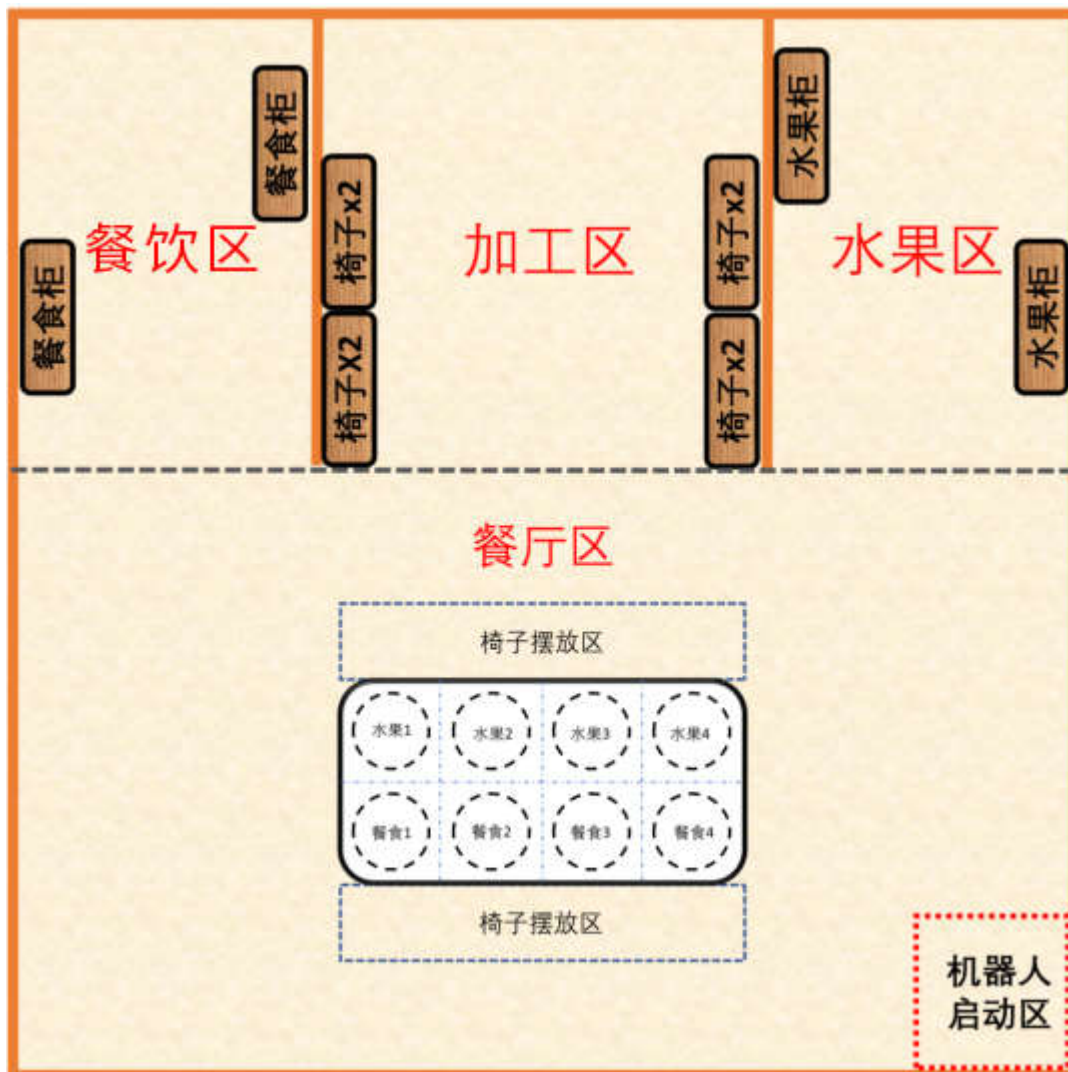 餐食柜
水果柜
椅子x2
椅子x2
餐饮区
加工区
水果区
餐食柜
水果柜
椅子X2
椅子x2
餐厅区
椅子摆放区
水果1
水果2
水果3
水果4
餐食1
餐食2
餐食3
餐食4
椅子摆放区
机器人
启动区